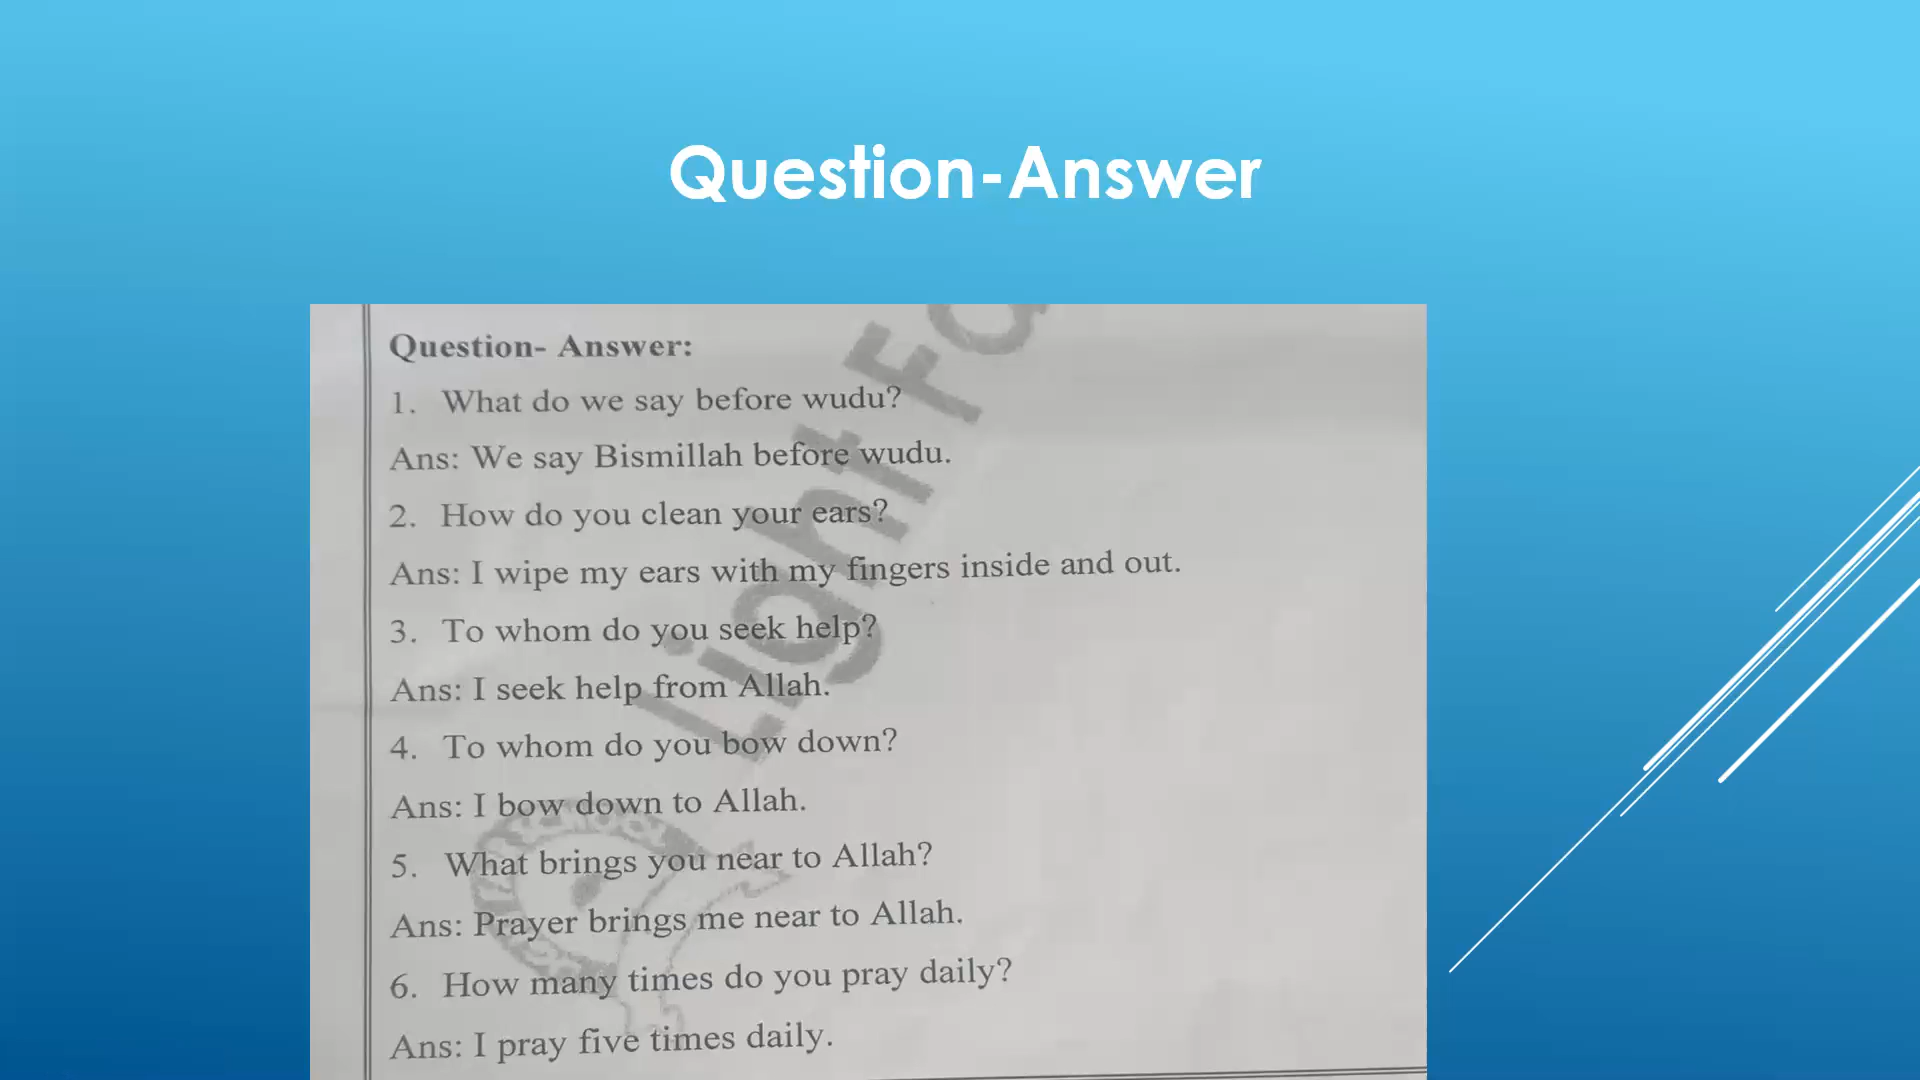 Question-Answer
Question- Answer:
1. What do we say before wudu?
Ans: We say Bismillah before wudu.
2. How do you clean your ears?
Ans: I wipe my ears with my fingers inside and out.
3. To whom do you seek help?
Ans: I seek help from Allah.
4. To whom do you bow down?
Ans: I bow down to Allah.
5. What brings you near to Allah?
Ans: Prayer brings me near to Allah.
6. How many times do you pray daily?
Ans: I pray five times daily.
Light Fo